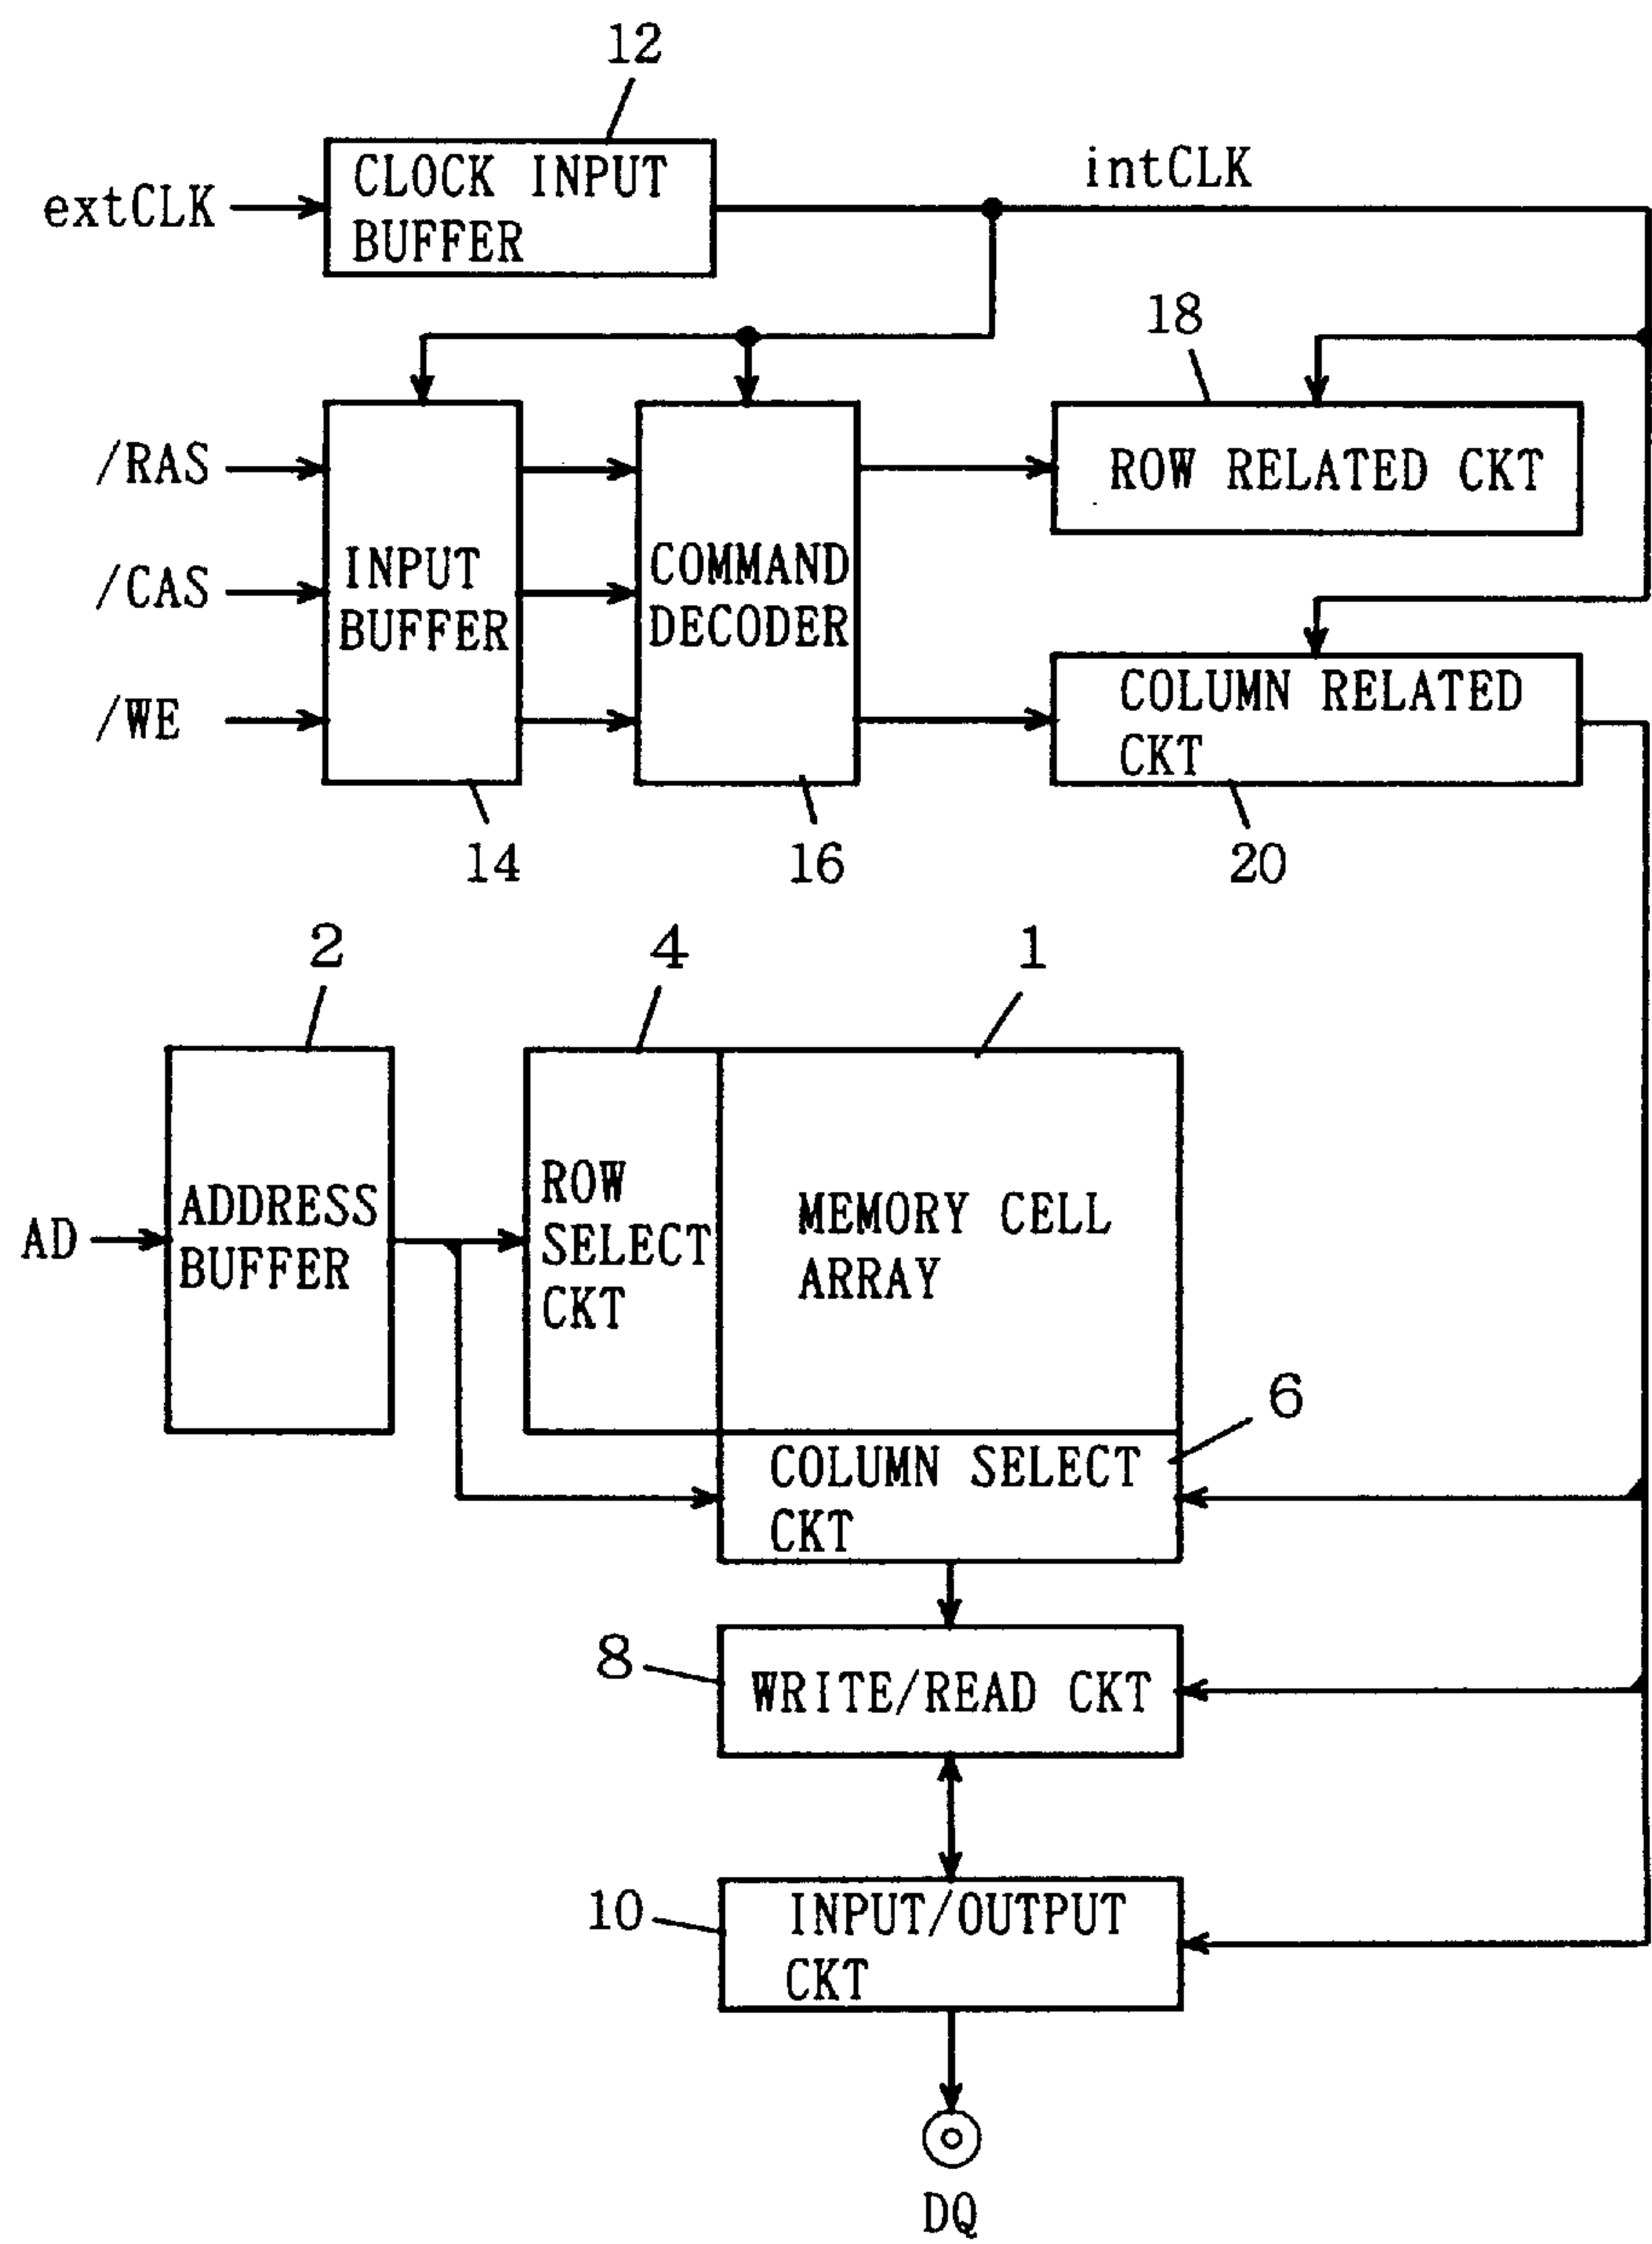 12
CLOCK INPUT
BUFFER
extCLK
intCLK
18
/RAS
/CAS
/WE
INPUT
BUFFER
COMMAND
DECODER
ROW RELATED CKT
COLUMN RELATED
CKT
14
16
20
2
4
1
AD
ADDRESS
BUFFER
ROW
SELECT
CKT
MEMORY CELL
ARRAY
6
COLUMN SELECT
CKT
8
WRITE/READ CKT
10
INPUT/OUTPUT
CKT
DQ